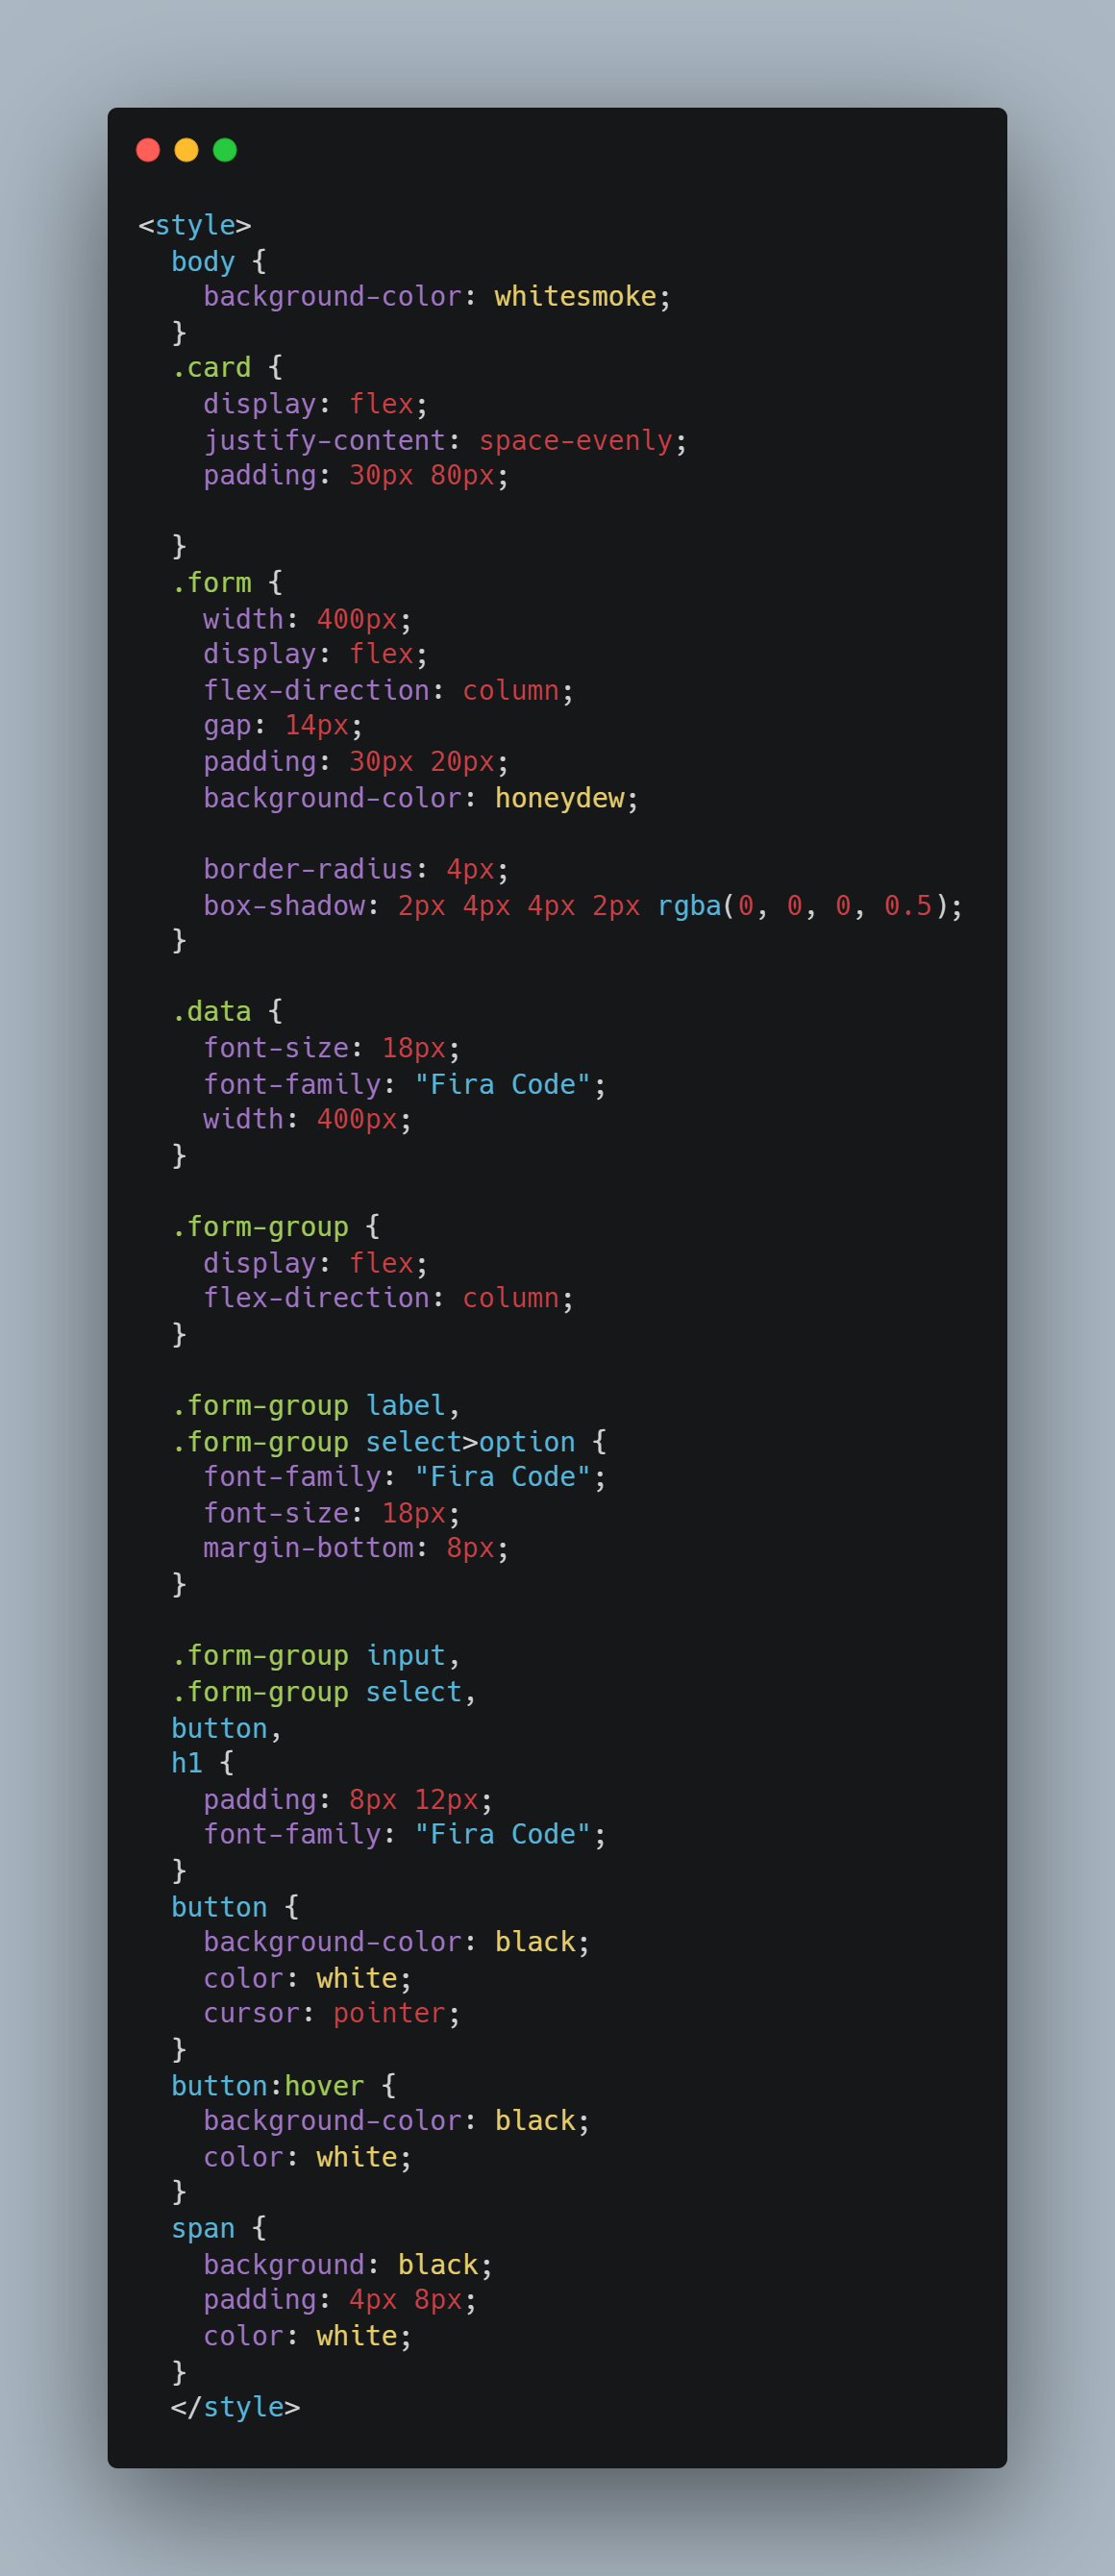 <style>
  body {
    background-color: whitesmoke;
  }
  .card {
    display: flex;
    justify-content: space-evenly;
    padding: 30px 80px;

  }
  .form {
    width: 400px;
    display: flex;
    flex-direction: column;
    gap: 14px;
    padding: 30px 20px;
    background-color: honeydew;

    border-radius: 4px;
    box-shadow: 2px 4px 4px 2px rgba(0, 0, 0, 0.5);
  }

  .data {
    font-size: 18px;
    font-family: "Fira Code";
    width: 400px;
  }

  .form-group {
    display: flex;
    flex-direction: column;
  }

  .form-group label,
  .form-group select>option {
    font-family: "Fira Code";
    font-size: 18px;
    margin-bottom: 8px;
  }

  .form-group input,
  .form-group select,
  button,
  h1 {
    padding: 8px 12px;
    font-family: "Fira Code";
  }
  button {
    background-color: black;
    color: white;
    cursor: pointer;
  }
  button:hover {
    background-color: black;
    color: white;
  }
  span {
    background: black;
    padding: 4px 8px;
    color: white;
  }
  </style>